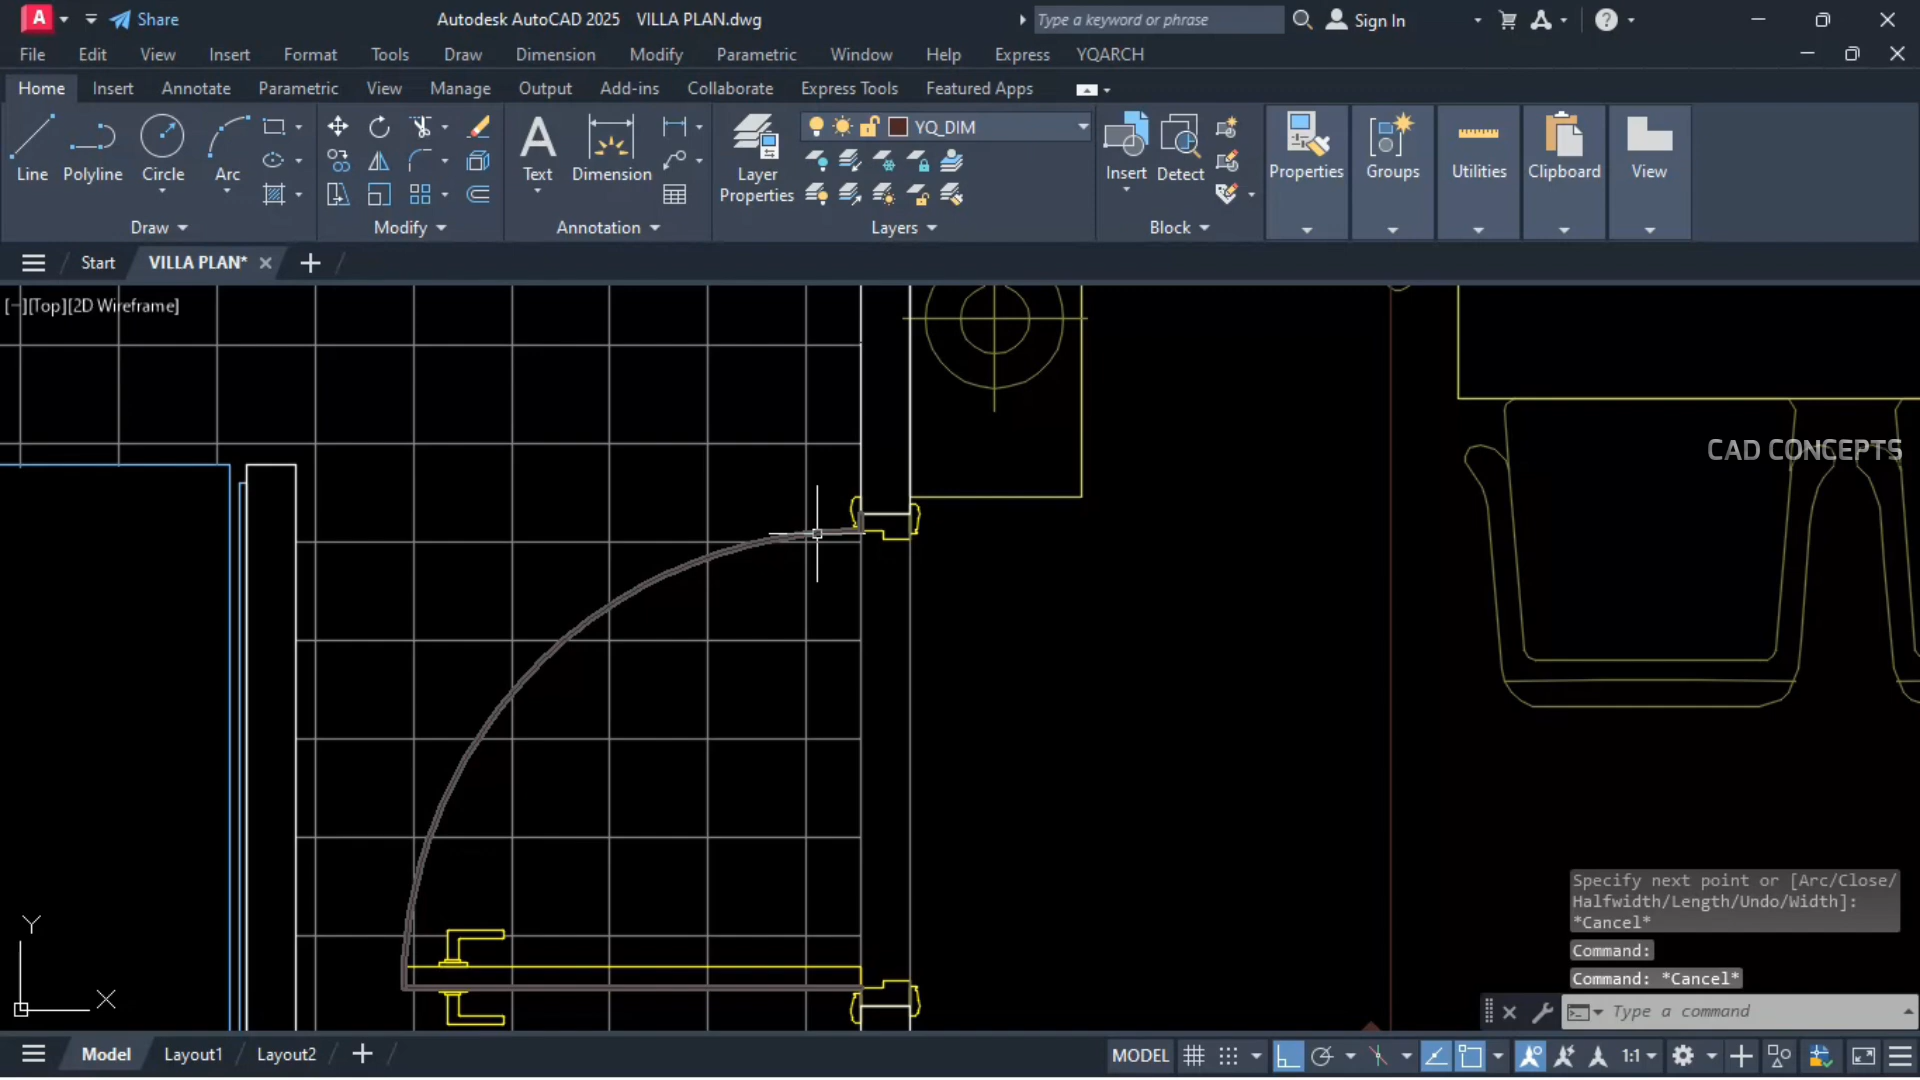 Share
Autodesk AutoCAD 2025 VILLA PLAN.dwg
Type a keyword or phrase
Sign In
File Edit View Insert Format Tools Draw Dimension Modify Parametric Window Help Express YQARCH
Home Insert Annotate Parametric View Manage Output Add-ins Collaborate Express Tools Featured Apps
YQ_DIM
Line Polyline Circle Arc Text Dimension Layer Properties Insert Detect Properties Groups Utilities Clipboard View
Draw Modify Annotation Layers Block
Start VILLA PLAN*
[−][Top][2D Wireframe]
CAD CONCEPTS
Specify next point or [Arc/Close/
Halfwidth/Length/Undo/Width]:
*Cancel*
Command:
Command: *Cancel*
Y
X
Type a command
Model Layout1 Layout2
MODEL 1:1